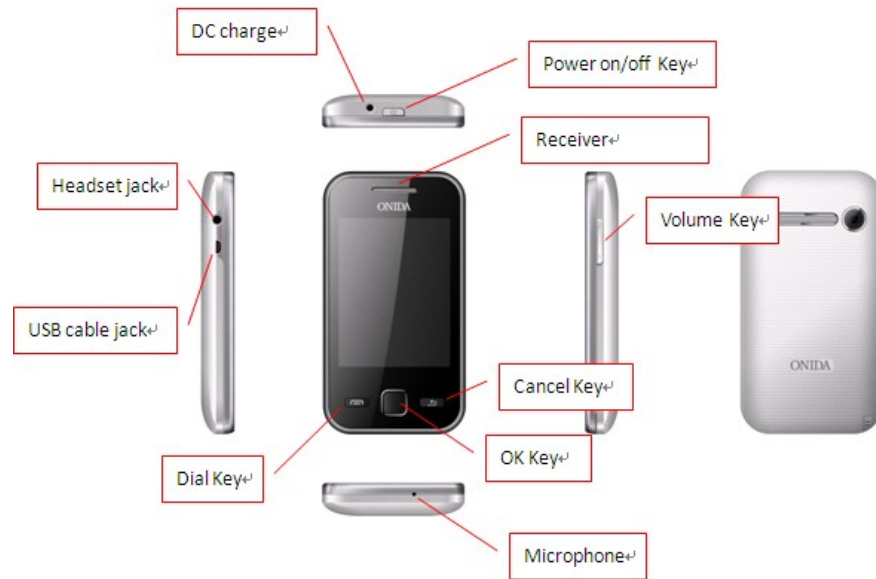 DC charge↵
Power on/off Key↵
Receiver↵
Headset jack↵
ONIDA
Volume Key↵
USB cable jack↵
ONIDA
Cancel Key↵
OK Key↵
Dial Key↵
Microphone↵